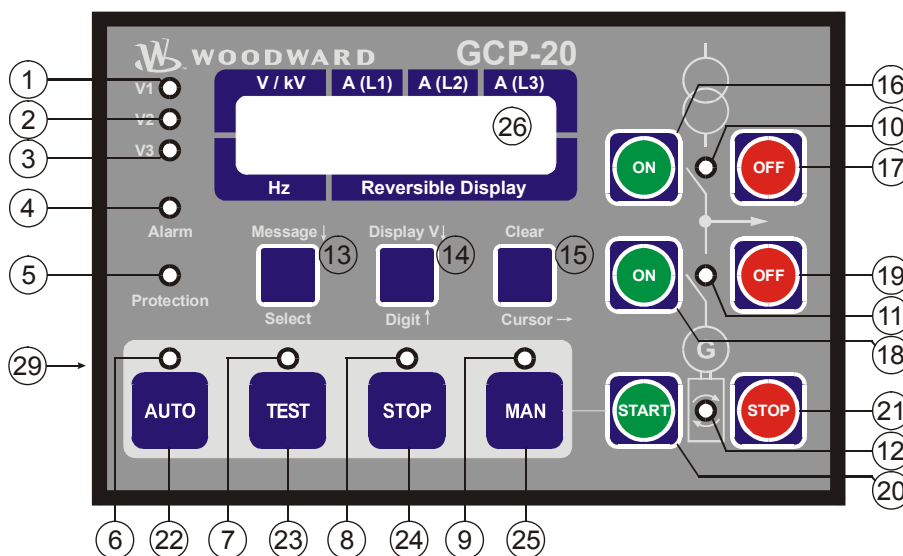 WOODWARD GCP-20
1 V1
V / kV A (L1) A (L2) A (L3)
16
2 V2
26
10
3 V3
ON OFF
17
Hz Reversible Display
4
Alarm
Message ↓ Display V↓ Clear
13 14 15
5
ON OFF
19
Protection
Select Digit ↑ Cursor →
11
18
29
G
AUTO TEST STOP MAN START STOP
21
12
20
6 22 7 23 8 24 9 25